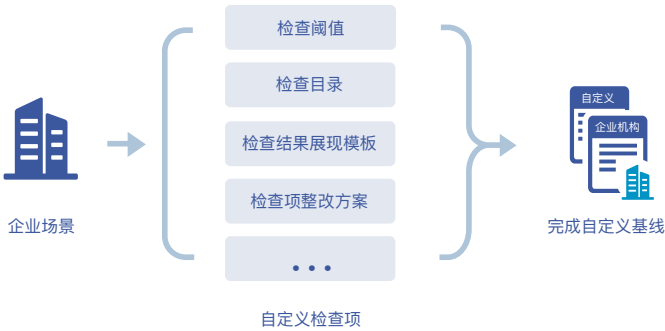 检查阈值
检查目录
检查结果展现模板
检查项整改方案
...
企业场景
自定义
企业机构
完成自定义基线
自定义检查项